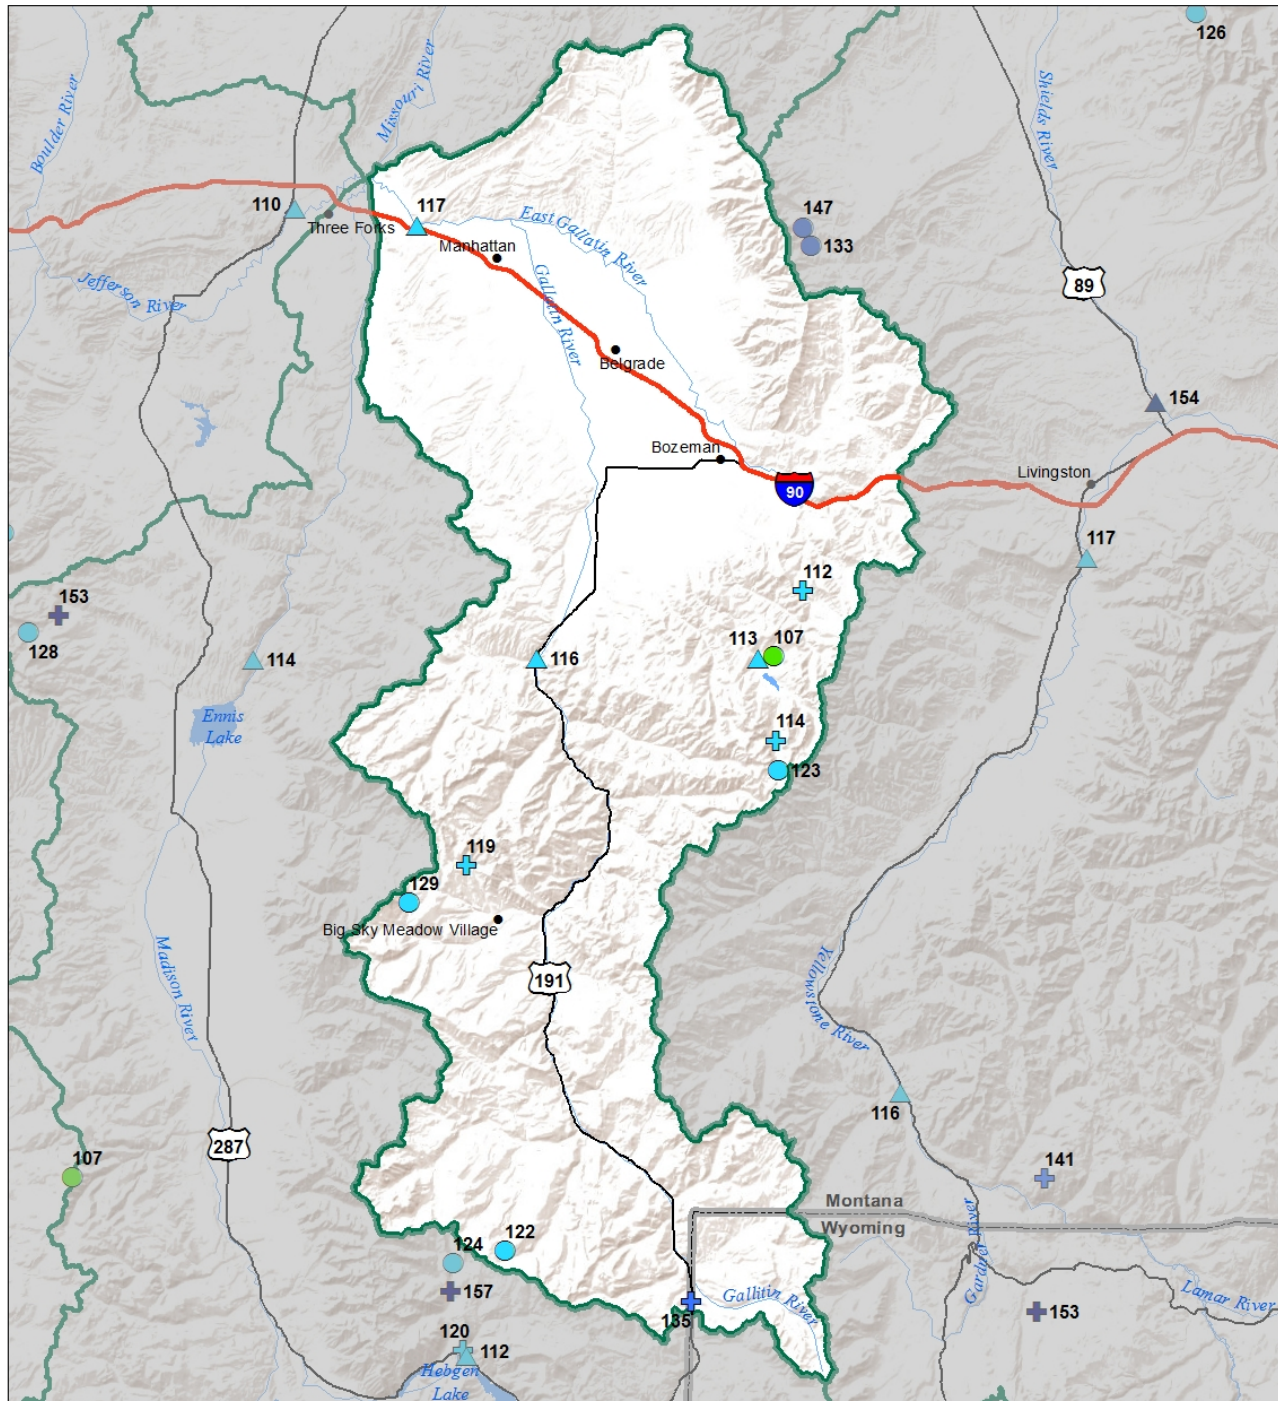 126
Boulder River
Missouri River
Shields River
110
Three Forks
117
Manhattan
East Gallatin River
147
133
Jefferson River
Gallatin River
89
Belgrade
154
Bozeman
Livingston
90
117
112
153
128
114
116
113
107
Ennis
Lake
114
123
119
129
Big Sky Meadow Village
Madison River
191
Yellowstone River
116
287
107
141
Montana
Wyoming
124
122
157
Gardner River
Gallitin River
Lamar River
135
153
120
112
Hebgen
Lake